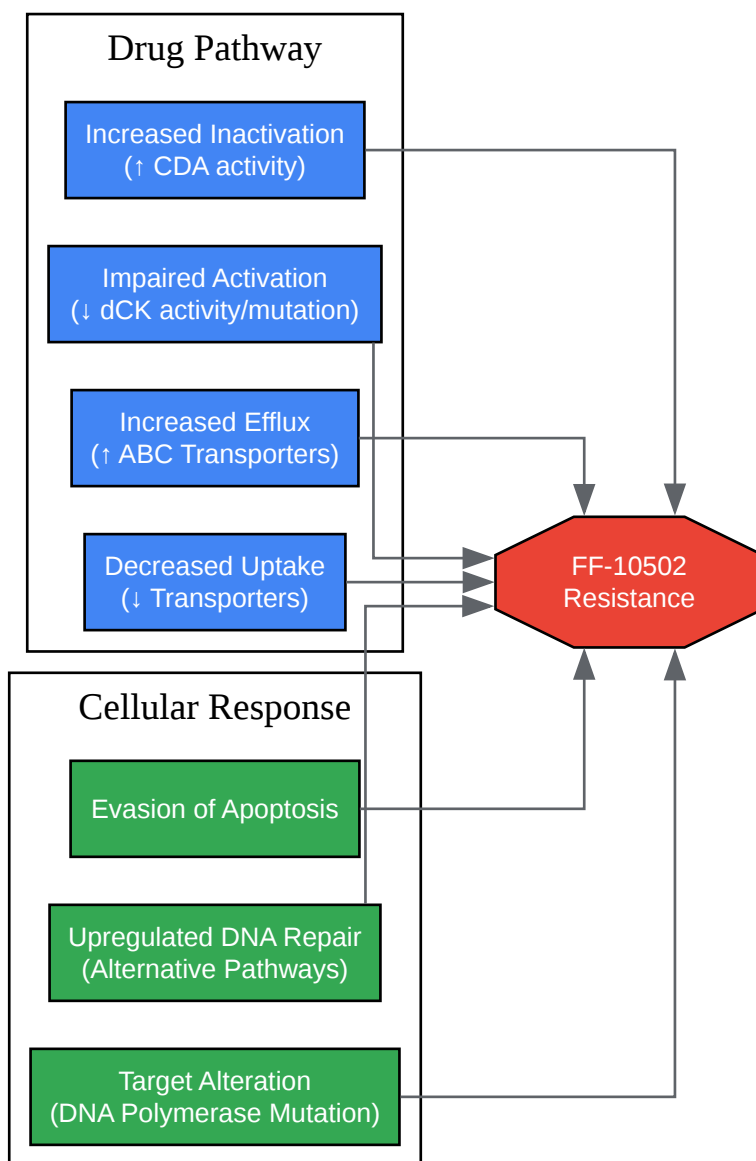 Drug Pathway
Increased Inactivation
(↑ CDA activity)
Impaired Activation
(↓ dCK activity/mutation)
Increased Efflux
(↑ ABC Transporters)
Decreased Uptake
(↓ Transporters)
FF-10502
Resistance
Cellular Response
Evasion of Apoptosis
Upregulated DNA Repair
(Alternative Pathways)
Target Alteration
(DNA Polymerase Mutation)